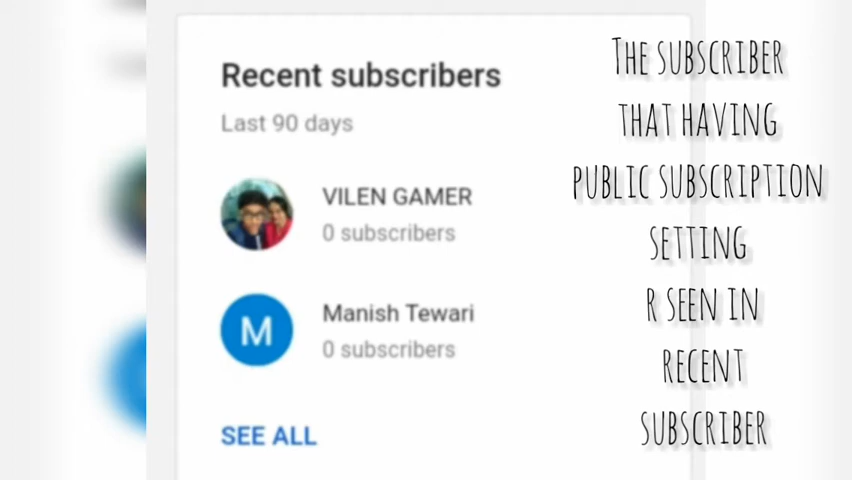 Recent subscribers
Last 90 days
VILEN GAMER
0 subscribers
M
Manish Tewari
0 subscribers
SEE ALL
THE SUBSCRIBER
THAT HAVING
PUBLIC SUBSCRIPTION
SETTING
R SEEN IN
RECENT
SUBSCRIBER